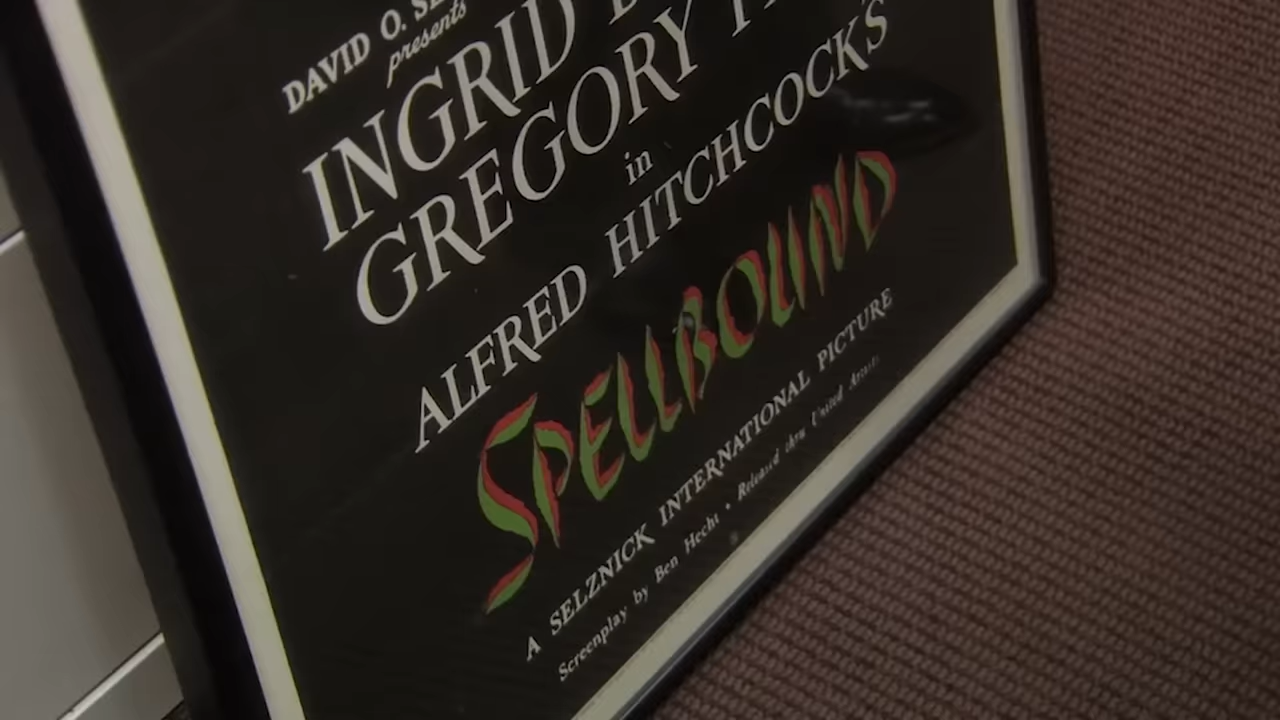 DAVID O.
presents
INGRID
GREGORY
in
ALFRED HITCHCOCK'S
SPELLBOUND
A SELZNICK INTERNATIONAL PICTURE
Screenplay by Ben Hecht • Released thru United Artists